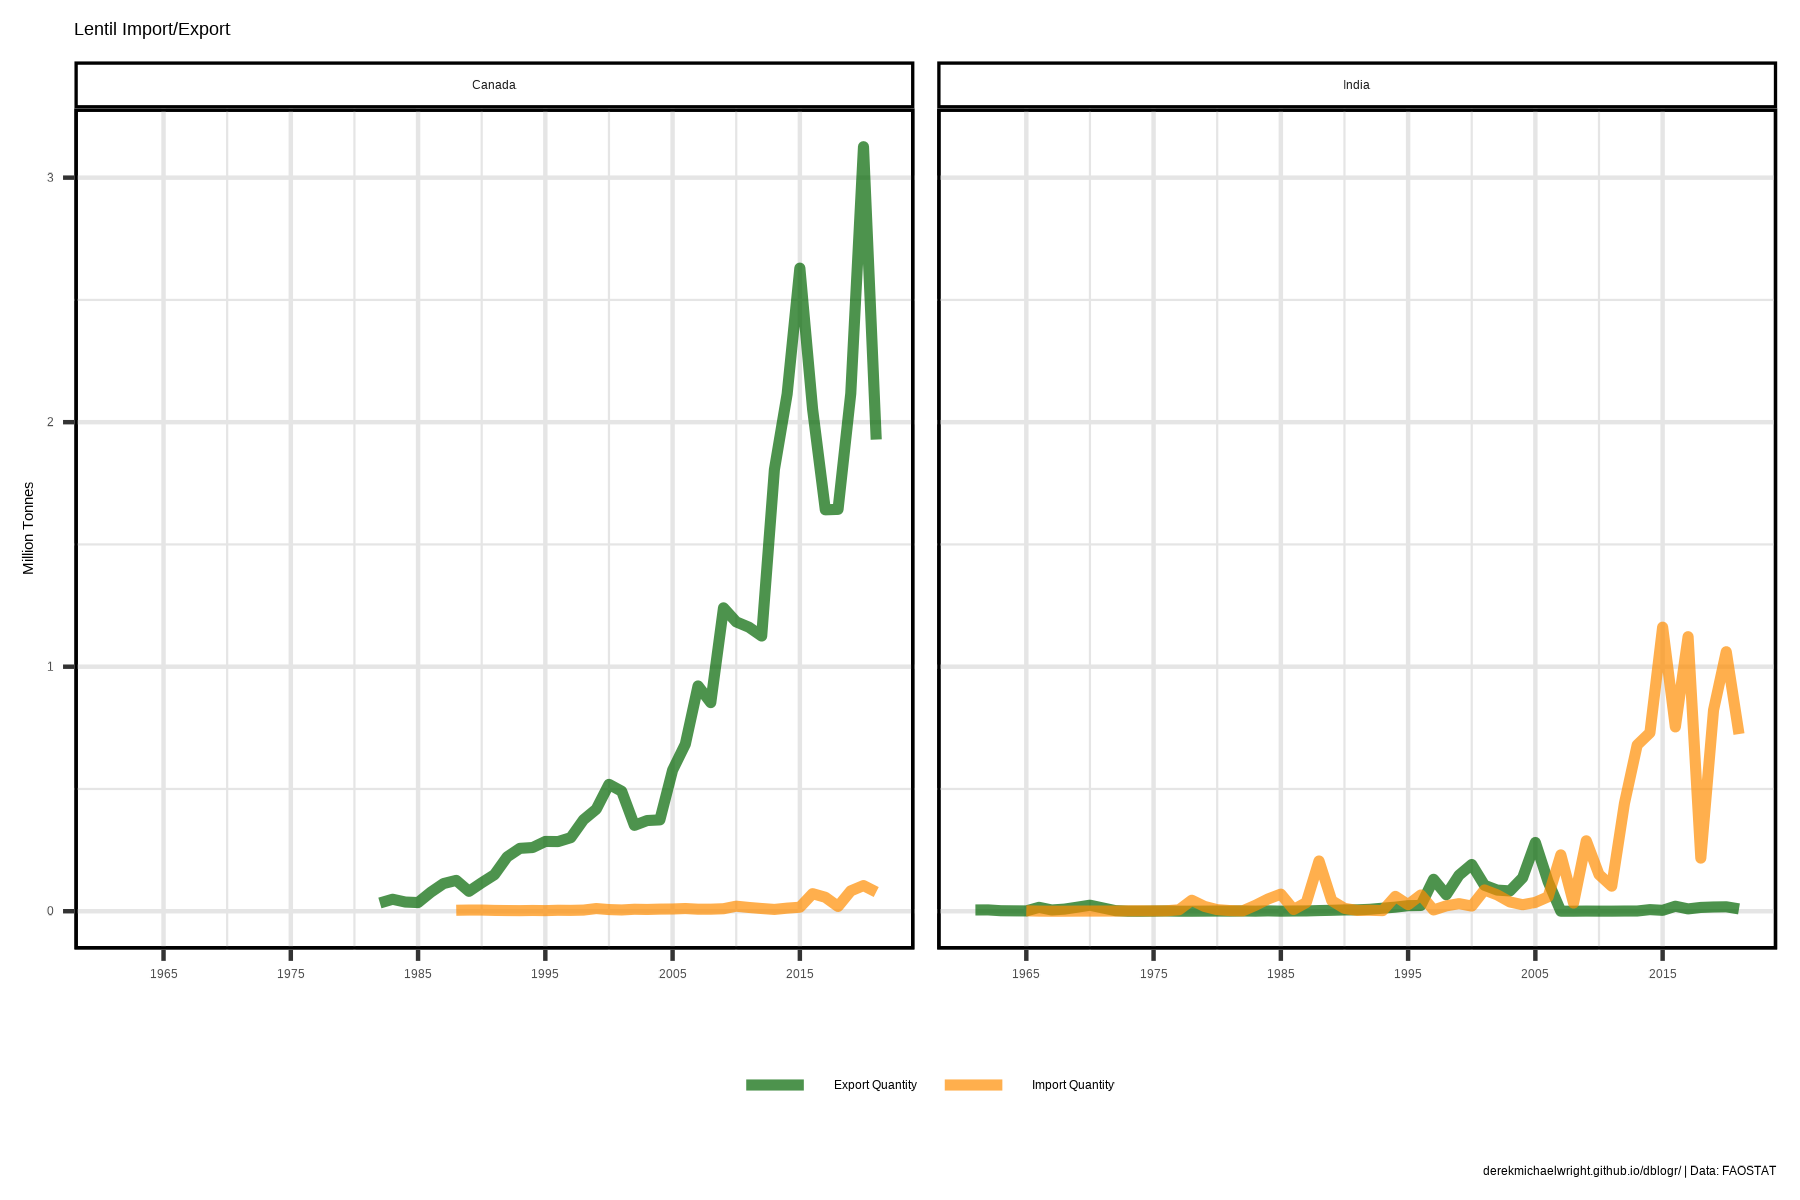 Lentil Import/Export
Canada
India
Million Tonnes
3
2
1
0
1965 1975 1985 1995 2005 2015
1965 1975 1985 1995 2005 2015
Export Quantity Import Quantity
derekmichaelwright.github.io/dblogr/ | Data: FAOSTAT